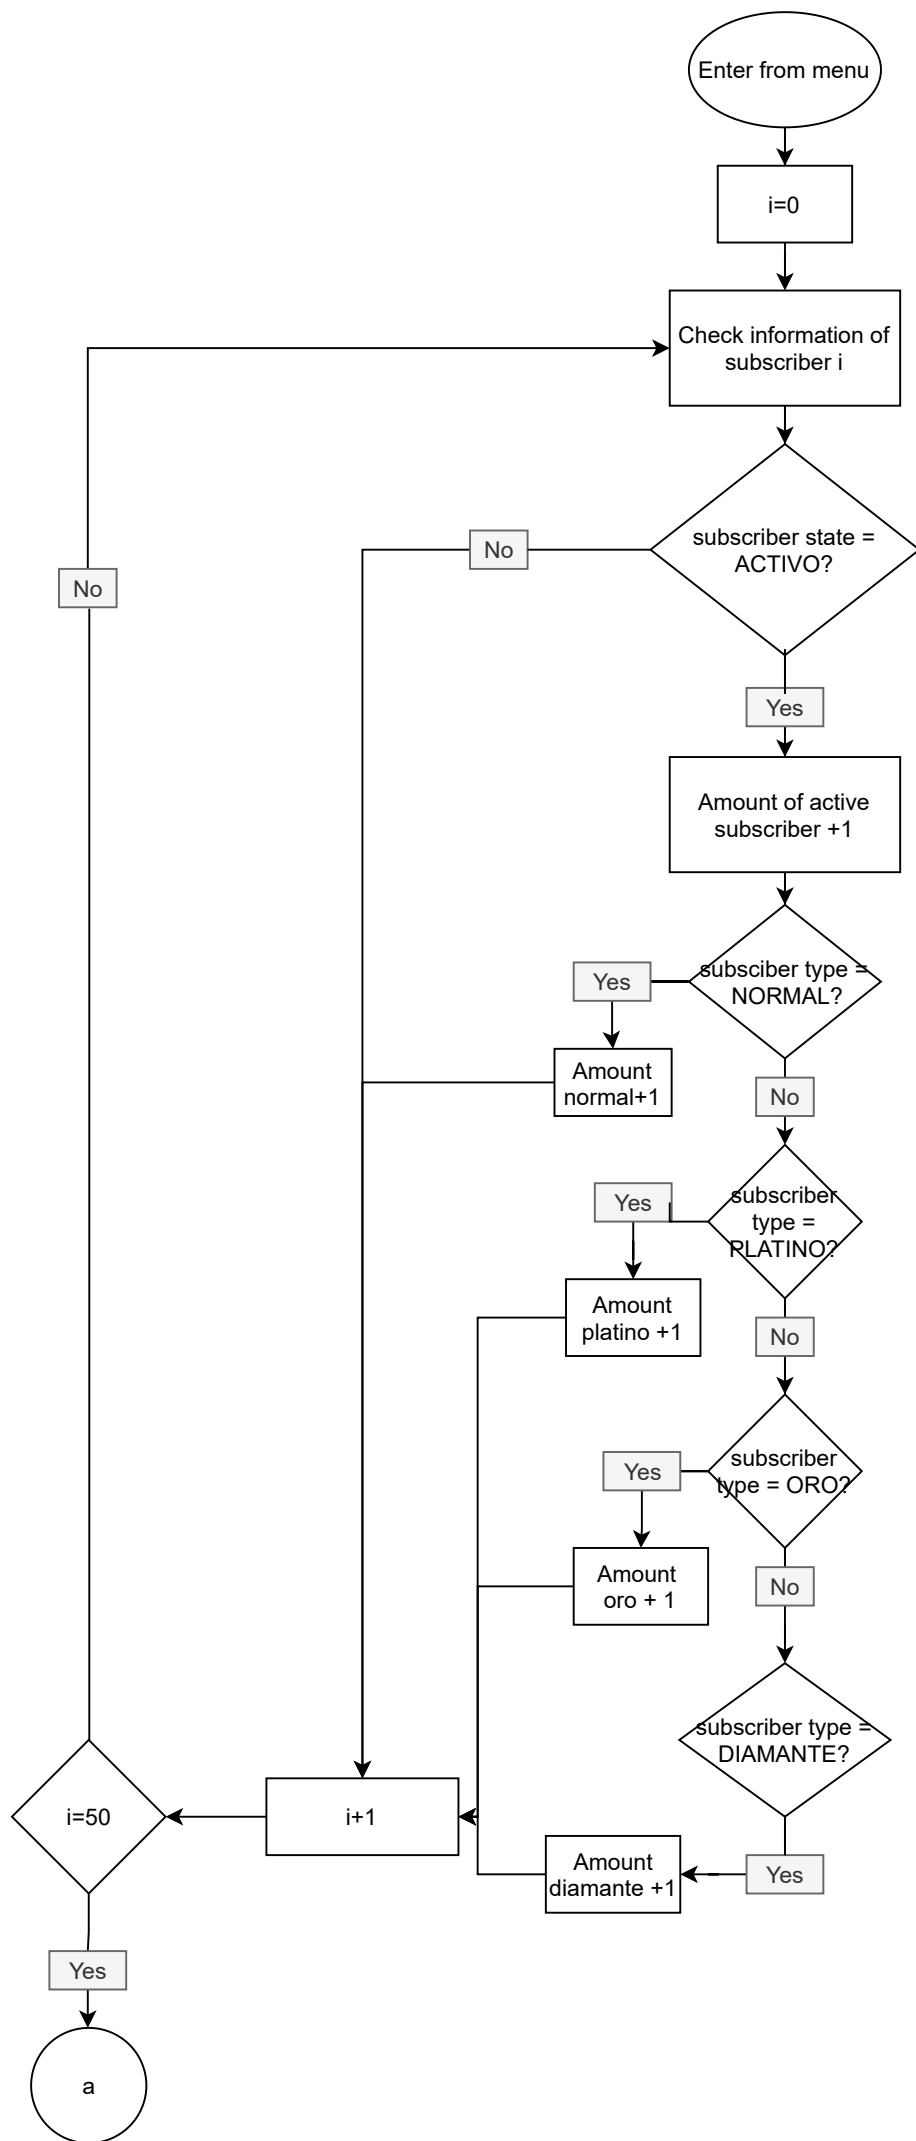 Enter from menu
i=0
Check information of
subscriber i
subscriber state =
ACTIVO?
No
No
Yes
Amount of active
subscriber +1
subsciber type =
NORMAL?
Yes
Amount
normal+1
No
subscriber
type =
PLATINO?
Yes
Amount
platino +1
No
subscriber
type = ORO?
Yes
Amount
oro + 1
No
subscriber type =
DIAMANTE?
i=50
i+1
Amount
diamante +1
Yes
Yes
a